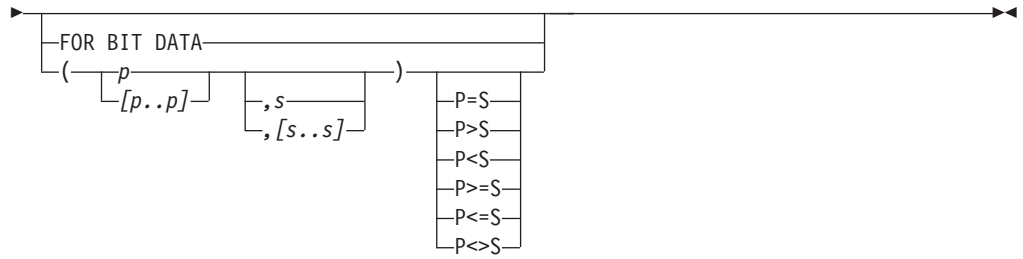 FOR BIT DATA
( p )
[p..p] ,s P=S
,[s..s] P>S
P<S
P>=S
P<=S
P<>S